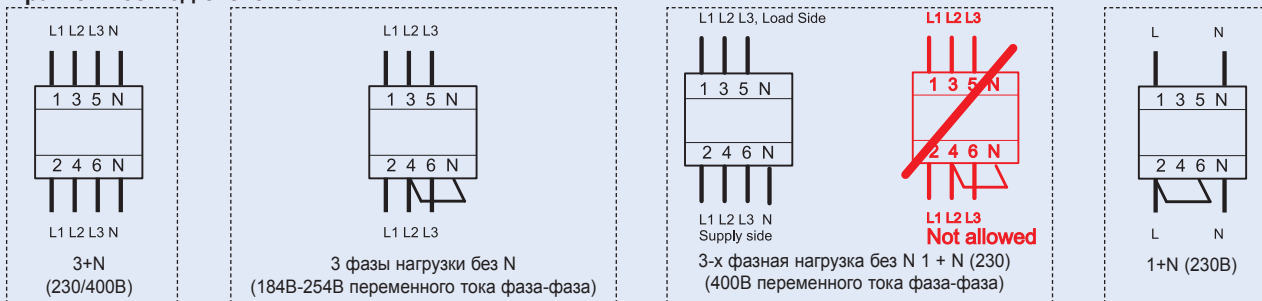 L1 L2 L3 N
1 3 5 N
2 4 6 N
L1 L2 L3 N
3+N
(230/400В)
L1 L2 L3
1 3 5 N
2 4 6 N
L1 L2 L3
3 фазы нагрузки без N
(184В-254В переменного тока фаза-фаза)
L1 L2 L3, Load Side
1 3 5 N
2 4 6 N
L1 L2 L3 N
Supply side
L1 L2 L3
1 3 5 N
2 4 6 N
L1 L2 L3
Not allowed
3-х фазная нагрузка без N 1 + N (230)
(400В переменного тока фаза-фаза)
L N
1 3 5 N
2 4 6 N
L N
1+N (230В)